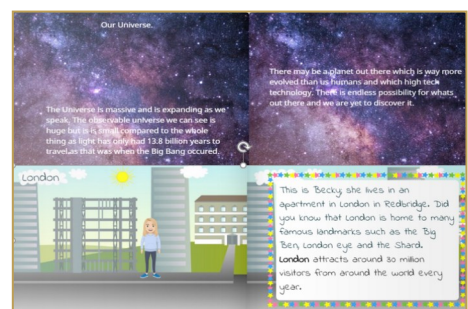 Our Universe.
The Universe is massive and is expanding as we
speak. The observable universe we can see is
huge but is is small compared to the whole
thing as light has only had 13.8 billion years to
travel,as that was when the Big Bang occured.
There may be a planet out there which is way more
evolved than us humans and which high tech
technology. There is endless possibility for whats
out there and we are yet to discover it.
London
This is Becky, she lives in an
apartment in London in Redbridge. Did
you know that London is home to many
famous landmarks such as the Big
Ben, London eye and the Shard.
London attracts around 30 million
visitors from around the world every
year.